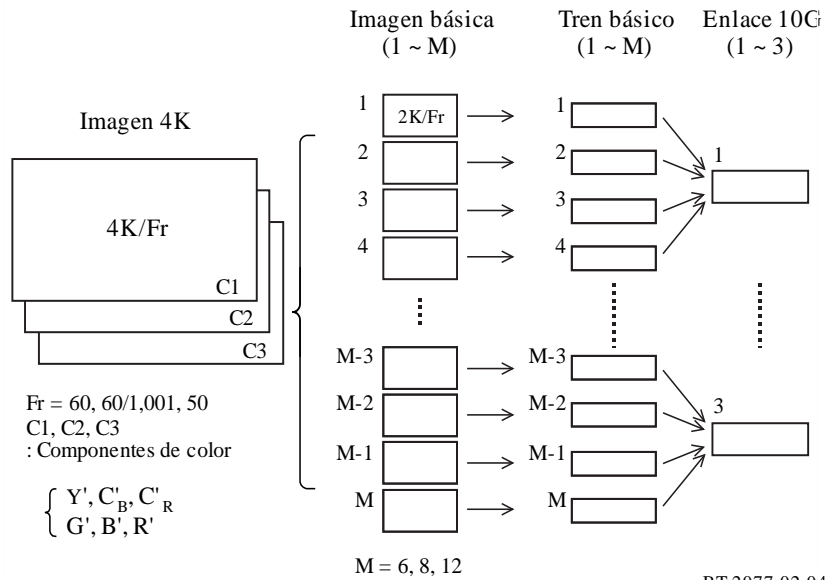 Imagen básica
(1 ~ M)
Tren básico
(1 ~ M)
Enlace 10G
(1 ~ 3)
Imagen 4K
4K/Fr
C1
C2
C3
Fr = 60, 60/1,001, 50
C1, C2, C3
: Componentes de color
Y', C'B, C'R
G', B', R'
1
2K/Fr
2
3
4
M-3
M-2
M-1
M
M = 6, 8, 12
1
2
3
4
M-3
M-2
M-1
M
1
3